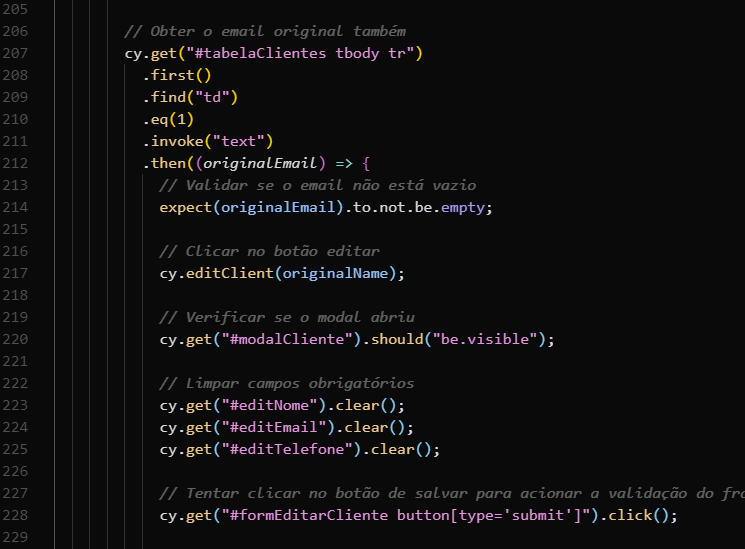 205
206 // Obter o email original também
207 cy.get("#tabelaClientes tbody tr")
208 .first()
209 .find("td")
210 .eq(1)
211 .invoke("text")
212 .then((originalEmail) => {
213 // Validar se o email não está vazio
214 expect(originalEmail).to.not.be.empty;
215
216 // Clicar no botão editar
217 cy.editClient(originalName);
218
219 // Verificar se o modal abriu
220 cy.get("#modalCliente").should("be.visible");
221
222 // Limpar campos obrigatórios
223 cy.get("#editNome").clear();
224 cy.get("#editEmail").clear();
225 cy.get("#editTelefone").clear();
226
227 // Tentar clicar no botão de salvar para acionar a validação do fro
228 cy.get("#formEditarCliente button[type='submit']").click();
229